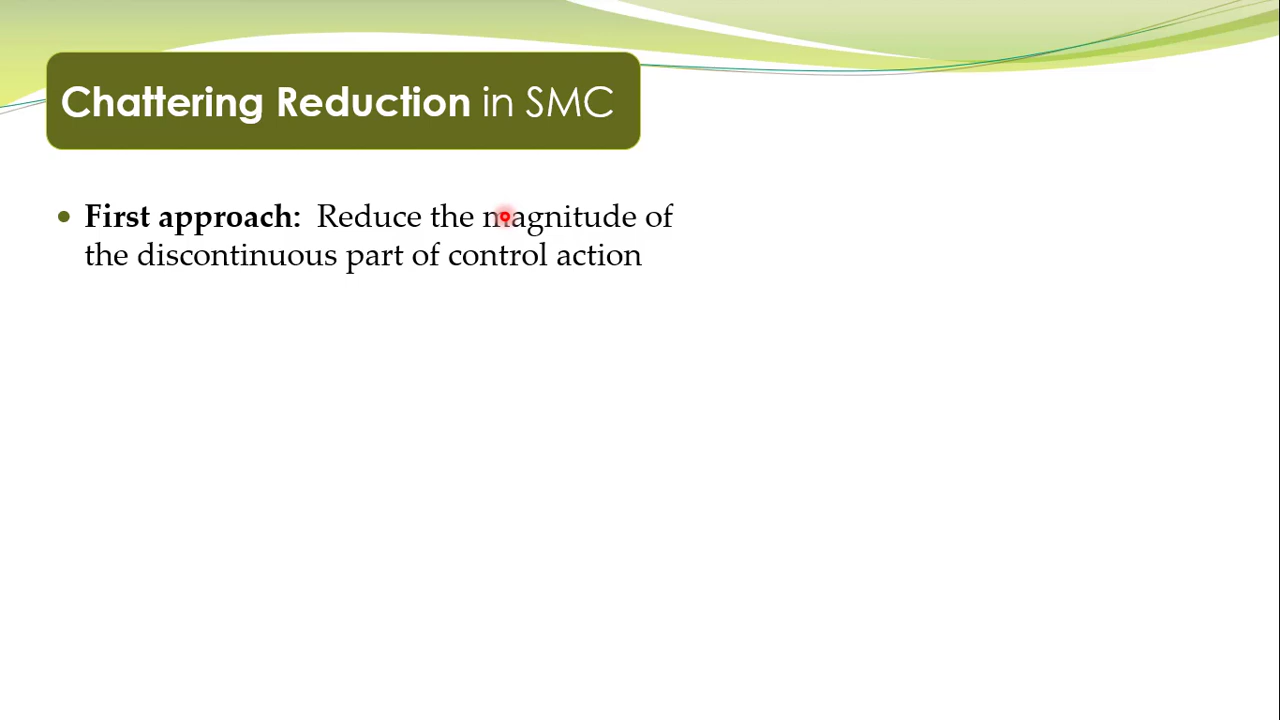 Chattering Reduction in SMC
• First approach: Reduce the magnitude of
the discontinuous part of control action